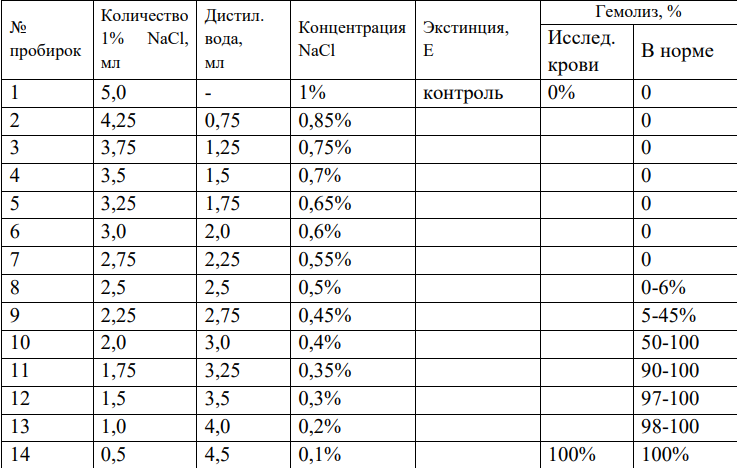 № пробирок Количество 1% NaCl, мл Дистил. вода, мл Концентрация NaCl Экстинция, Е Гемолиз, %
Исслед. крови В норме
1 5,0 - 1% контроль 0% 0
2 4,25 0,75 0,85% 0
3 3,75 1,25 0,75% 0
4 3,5 1,5 0,7% 0
5 3,25 1,75 0,65% 0
6 3,0 2,0 0,6% 0
7 2,75 2,25 0,55% 0
8 2,5 2,5 0,5% 0-6%
9 2,25 2,75 0,45% 5-45%
10 2,0 3,0 0,4% 50-100
11 1,75 3,25 0,35% 90-100
12 1,5 3,5 0,3% 97-100
13 1,0 4,0 0,2% 98-100
14 0,5 4,5 0,1% 100% 100%